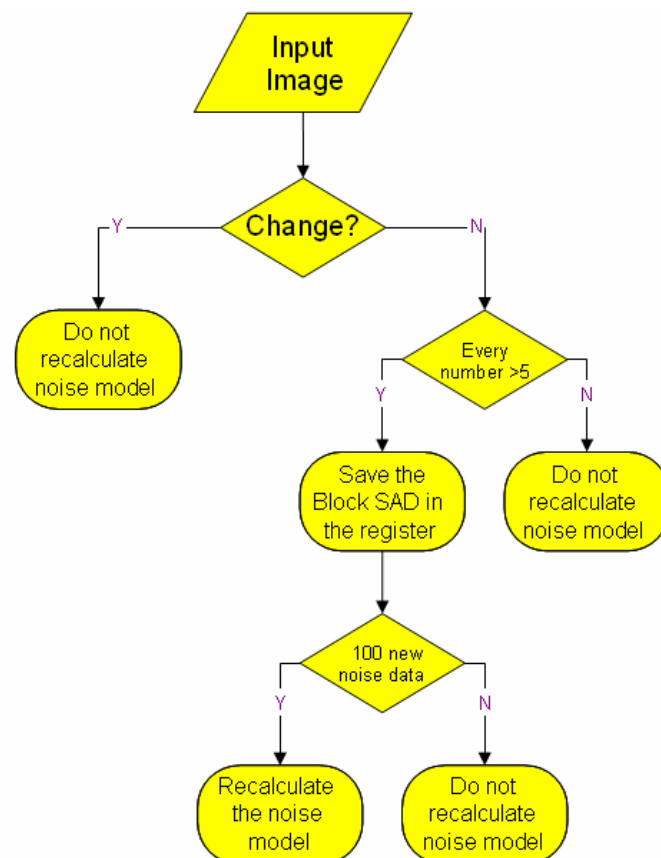 Input
Image
Change?
Y
N
Do not
recalculate
noise model
Every
number >5
Y
N
Save the
Block SAD in
the register
Do not
recalculate
noise model
100 new
noise data
Y
N
Recalculate
the noise
model
Do not
recalculate
noise model